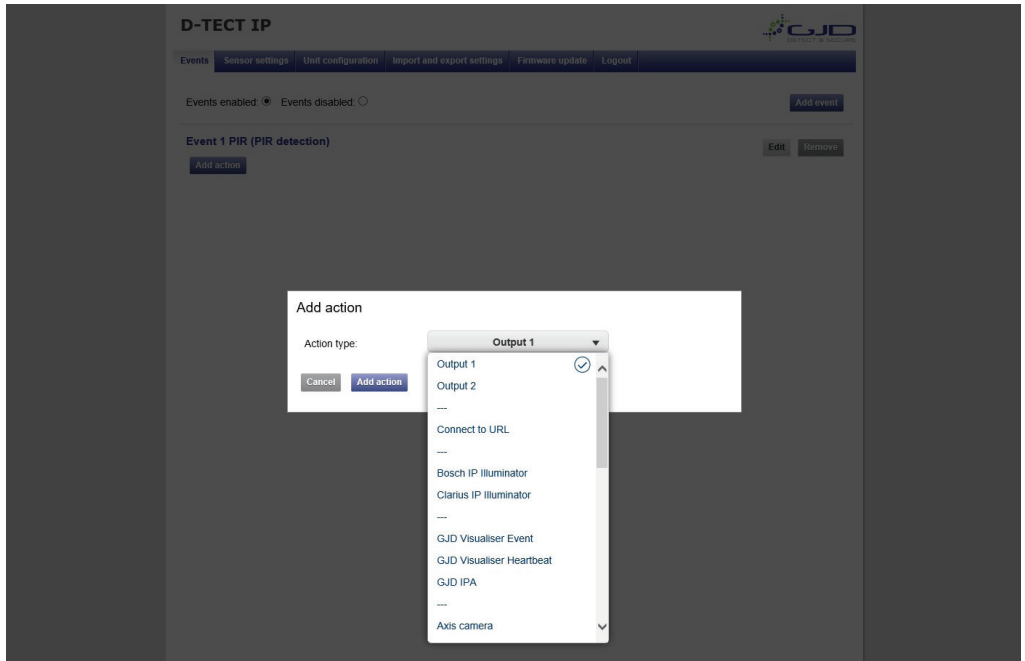 D-TECT IP
GJD
DETECT & SECURE
Events Sensor settings Unit configuration Import and export settings Firmware update Logout
Events enabled: Events disabled:
Add event
Event 1 PIR (PIR detection)
Edit Remove
Add action
Add action
Action type:
Output 1
Output 1
Output 2
---
Connect to URL
---
Bosch IP Illuminator
Clarius IP Illuminator
---
GJD Visualiser Event
GJD Visualiser Heartbeat
GJD IPA
---
Axis camera
Cancel Add action